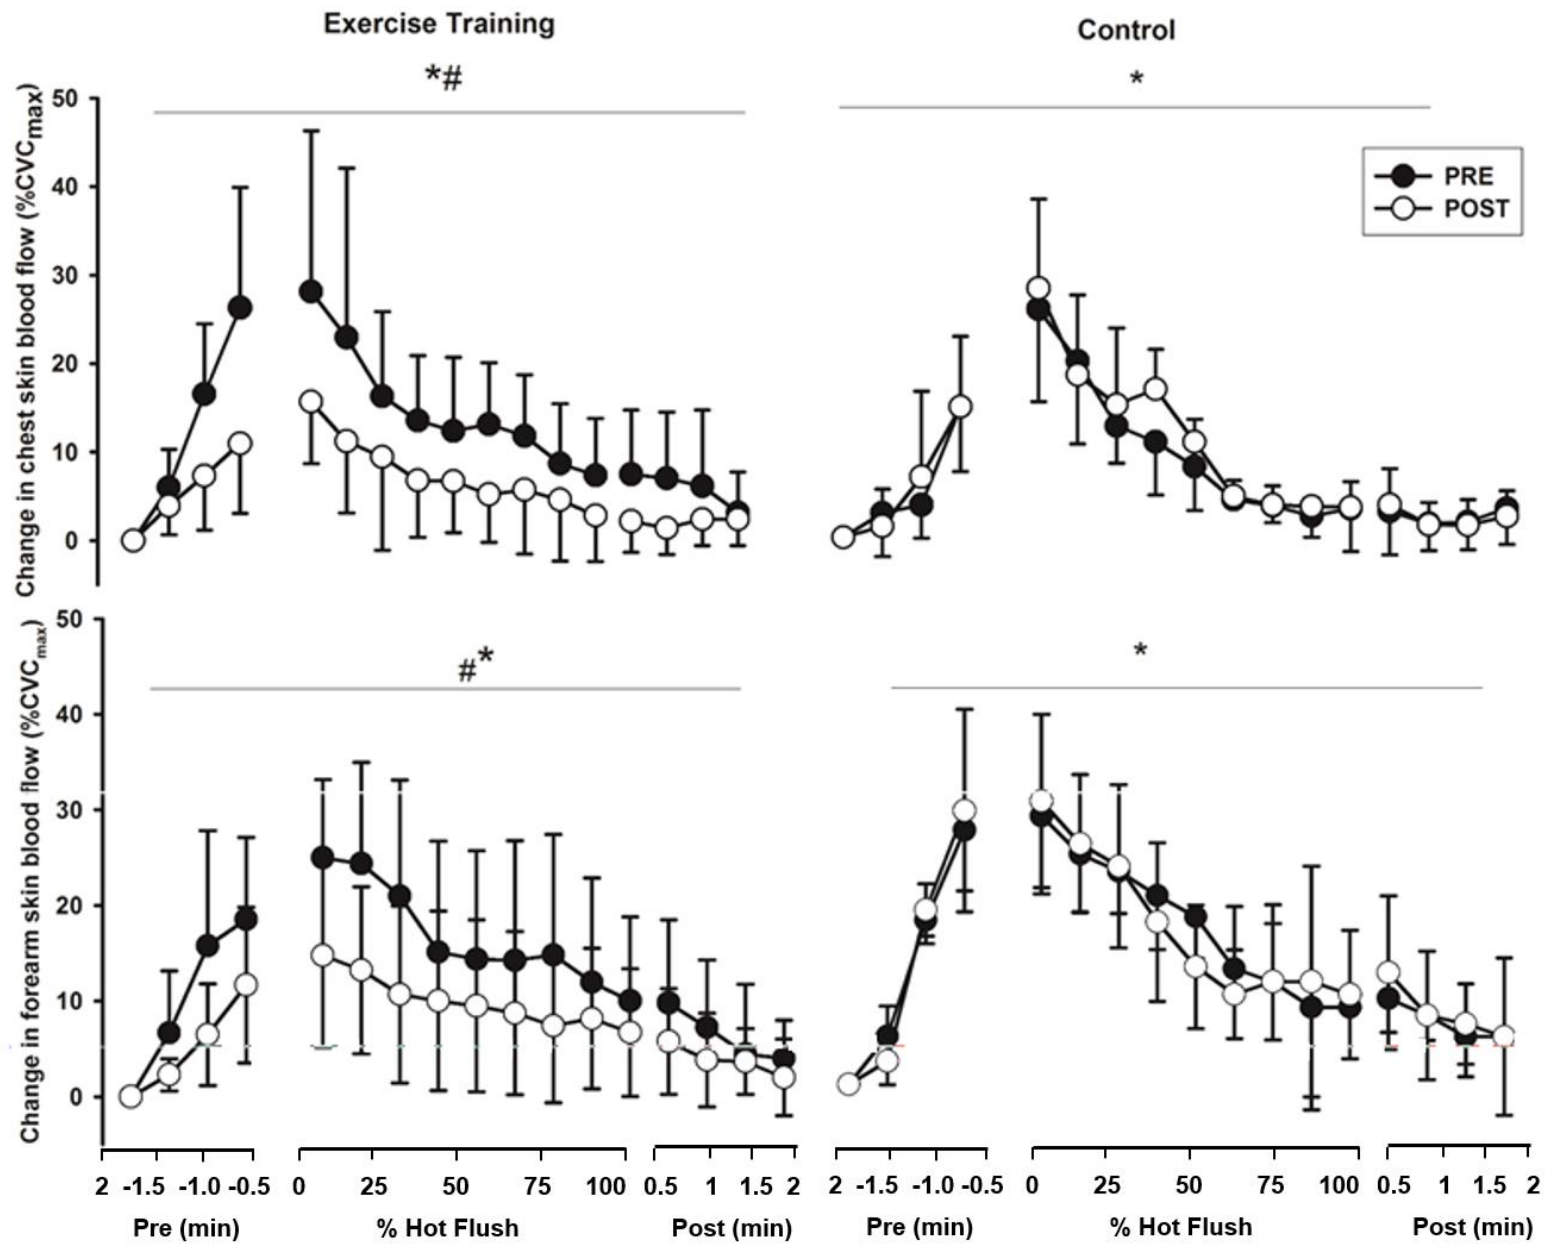 Exercise Training
Control
*#
*
Change in chest skin blood flow (%CVCmax)
50
40
30
20
10
0
PRE
POST
Change in forearm skin blood flow (%CVCmax)
50
40
30
20
10
0
#*
*
2 -1.5 -1.0 -0.5 0 25 50 75 100 0.5 1 1.5 2
2 -1.5 -1.0 -0.5 0 25 50 75 100 0.5 1 1.5 2
Pre (min) % Hot Flush Post (min)
Pre (min) % Hot Flush Post (min)